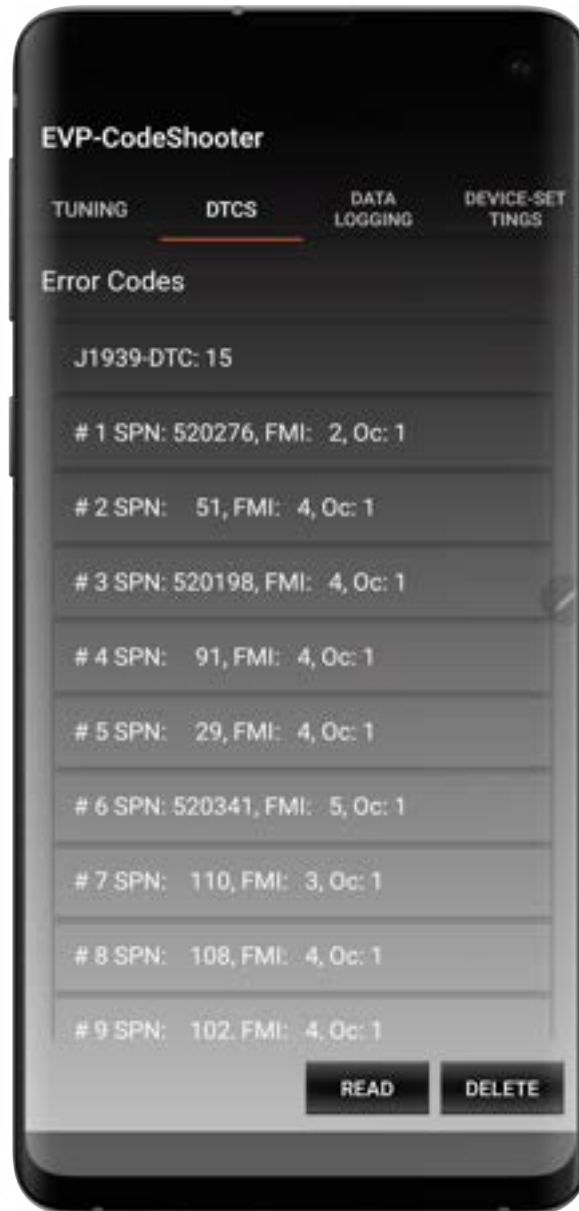 EVP-CodeShooter
TUNING
DTCS
DATA
LOGGING
DEVICE-SET
TINGS
Error Codes
J1939-DTC: 15
# 1 SPN: 520276, FMI: 2, Oc: 1
# 2 SPN: 51, FMI: 4, Oc: 1
# 3 SPN: 520198, FMI: 4, Oc: 1
# 4 SPN: 91, FMI: 4, Oc: 1
# 5 SPN: 29, FMI: 4, Oc: 1
# 6 SPN: 520341, FMI: 5, Oc: 1
# 7 SPN: 110, FMI: 3, Oc: 1
# 8 SPN: 108, FMI: 4, Oc: 1
# 9 SPN: 102, FMI: 4, Oc: 1
READ
DELETE